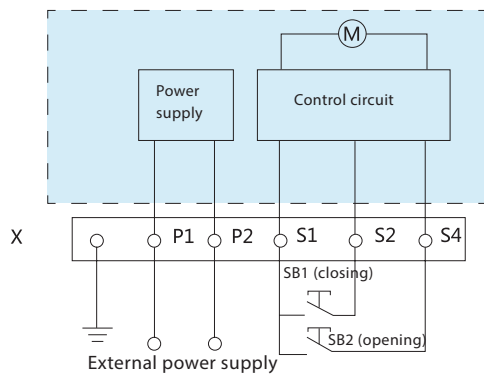 M
Power
supply
Control circuit
X
P1
P2
S1
S2
S4
SB1 (closing)
SB2 (opening)
External power supply